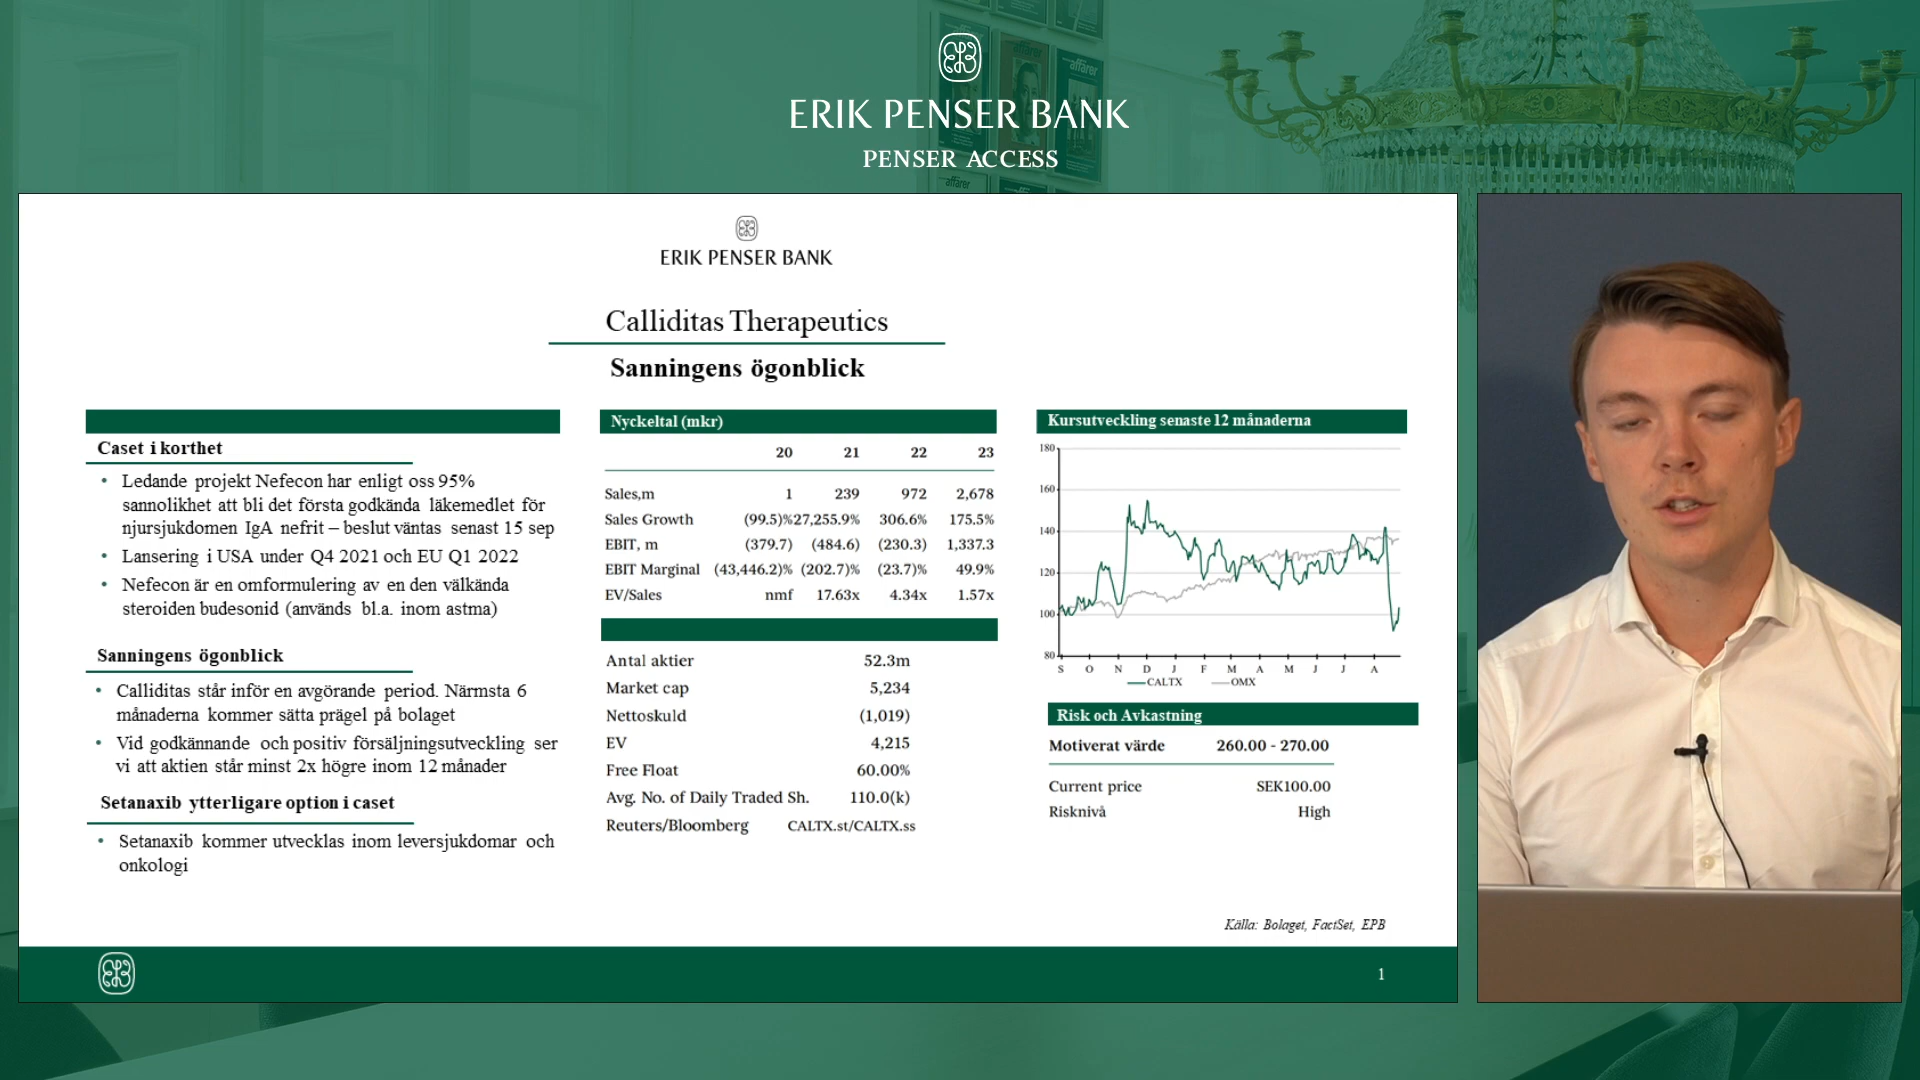 affärer
affärer
ERIK PENSER BANK
PENSER ACCESS
ERIK PENSER BANK
Calliditas Therapeutics
Sanningens ögonblick
Caset i korthet
• Ledande projekt Nefecon har enligt oss 95%
sannolikhet att bli det första godkända läkemedlet för
njursjukdomen IgA nefrit – beslut väntas senast 15 sep
• Lansering i USA under Q4 2021 och EU Q1 2022
• Nefecon är en omformulering av en den välkända
steroiden budesonid (används bl.a. inom astma)
Sanningens ögonblick
• Calliditas står inför en avgörande period. Närmsta 6
månaderna kommer sätta prägel på bolaget
• Vid godkännande och positiv försäljningsutveckling ser
vi att aktien står minst 2x högre inom 12 månader
Setanaxib ytterligare option i caset
• Setanaxib kommer utvecklas inom leversjukdomar och
onkologi
Nyckeltal (mkr)
20 21 22 23
Sales,m 1 239 972 2,678
Sales Growth (99.5)% 27,255.9% 306.6% 175.5%
EBIT, m (379.7) (484.6) (230.3) 1,337.3
EBIT Marginal (43,446.2)% (202.7)% (23.7)% 49.9%
EV/Sales nmf 17.63x 4.34x 1.57x
Antal aktier 52.3m
Market cap 5,234
Nettoskuld (1,019)
EV 4,215
Free Float 60.00%
Avg. No. of Daily Traded Sh. 110.0(k)
Reuters/Bloomberg CALTX.st/CALTX.ss
Kursutveckling senaste 12 månaderna
180
160
140
120
100
80
S O N D J F M A M J J A
CALTX OMX
Risk och Avkastning
Motiverat värde 260.00 - 270.00
Current price SEK100.00
Risknivå High
Källa: Bolaget, FactSet, EPB
1